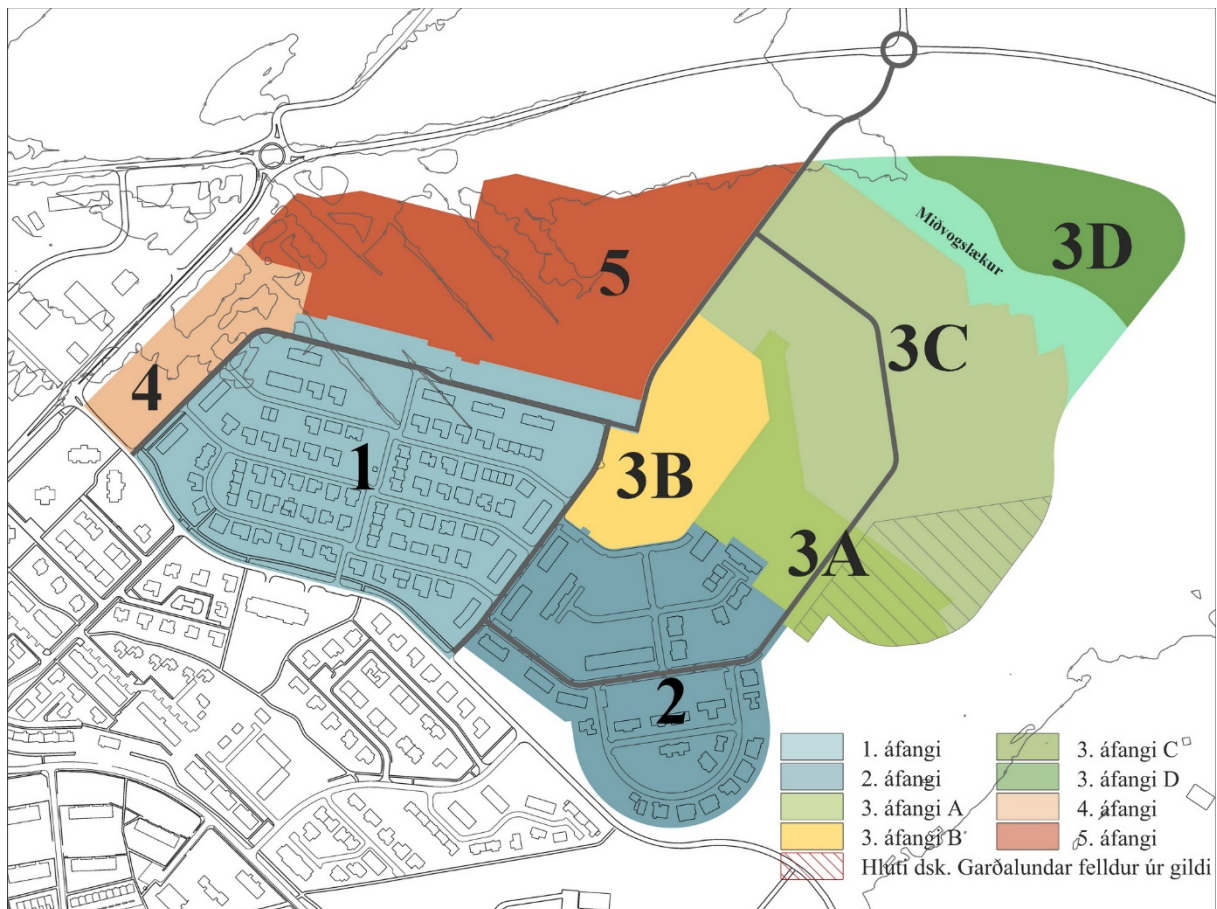 3D
Miðvogslækur
5
3C
4
1
3B
3A
2
1. áfangi
2. áfangi
3. áfangi A
3. áfangi B
3. áfangi C
3. áfangi D
4. áfangi
5. áfangi
Hluti dsk. Garðalundar felldur úr gildi